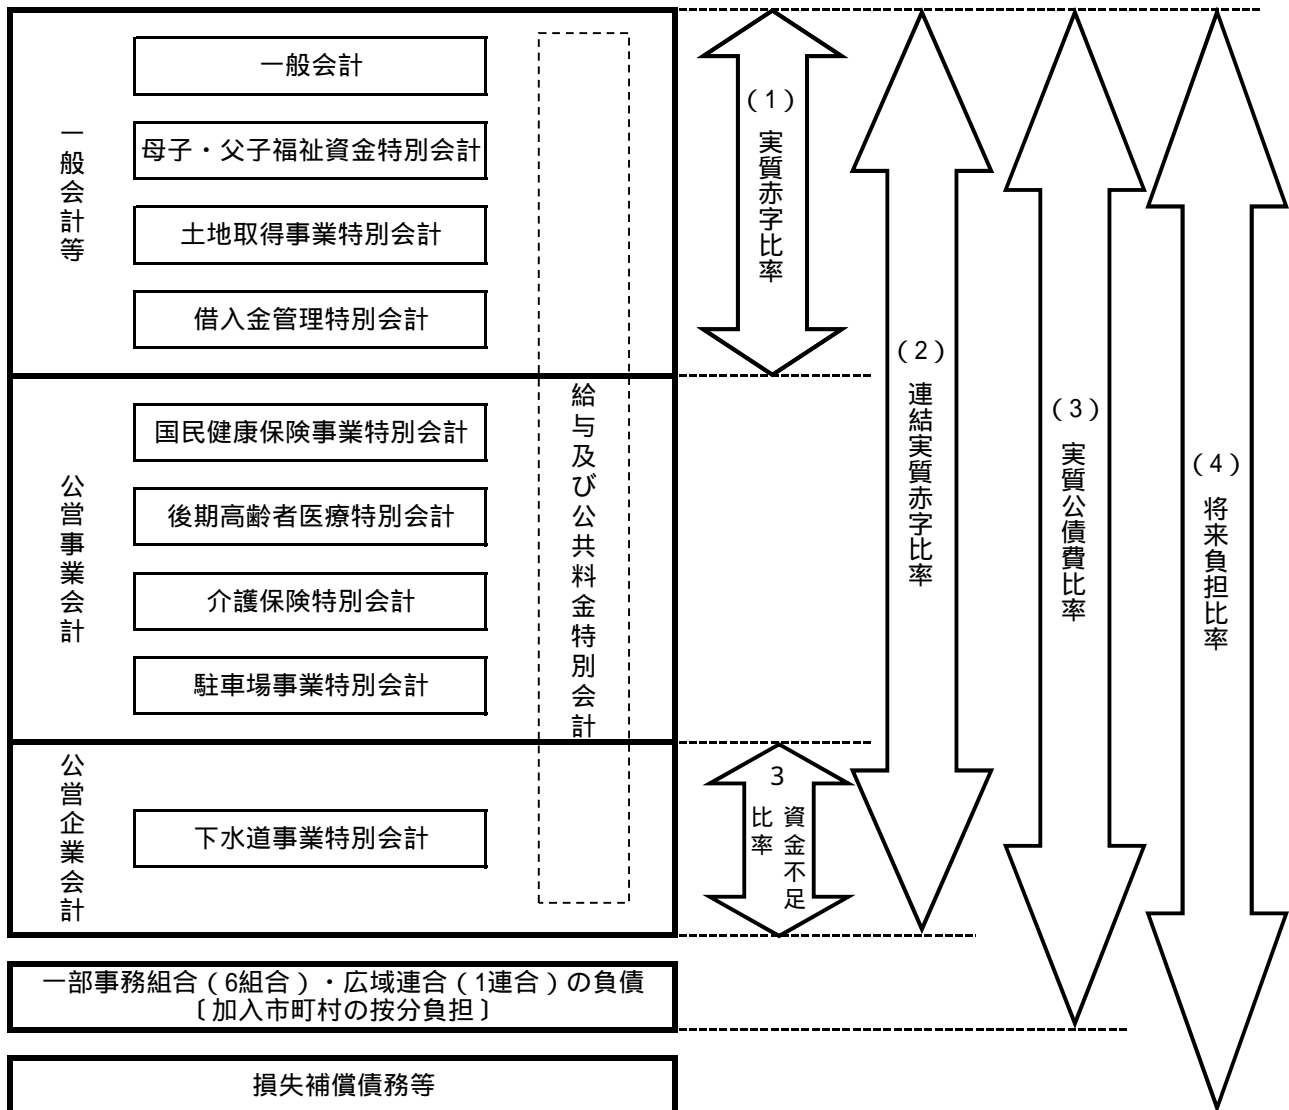 一般会計等
一般会計
母子・父子福祉資金特別会計
土地取得事業特別会計
借入金管理特別会計
公営事業会計
国民健康保険事業特別会計
後期高齢者医療特別会計
介護保険特別会計
駐車場事業特別会計
公営企業会計
下水道事業特別会計
給与及び公共料金特別会計
一部事務組合（6組合）・広域連合（1連合）の負債
〔加入市町村の按分負担〕
損失補償債務等
（1）実質赤字比率
3
資金不足
比率
（2）連結実質赤字比率
（3）実質公債費比率
（4）将来負担比率